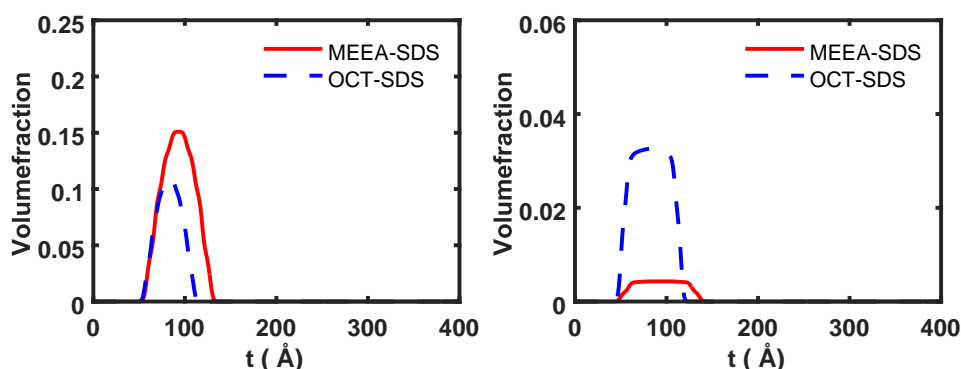 0.25
0.2
0.15
0.1
0.05
0
Volumefraction
MEEA-SDS
OCT-SDS
0 100 200 300 400
t ( Å)
0.06
0.04
0.02
0
Volumefraction
MEEA-SDS
OCT-SDS
0 100 200 300 400
t ( Å)